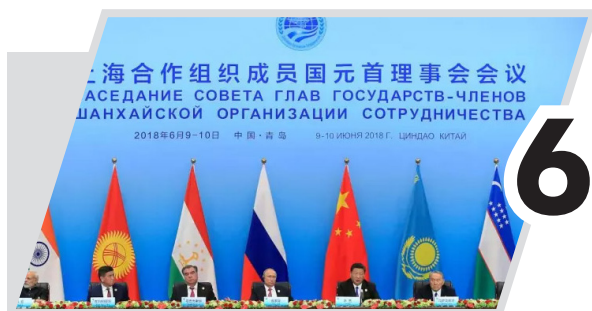 上海合作组织成员国元首理事会会议
ЗАСЕДАНИЕ СОВЕТА ГЛАВ ГОСУДАРСТВ-ЧЛЕНОВ
ШАНХАЙСКОЙ ОРГАНИЗАЦИИ СОТРУДНИЧЕСТВА
2018年6月9-10日 中国·青岛 9-10 ИЮНЯ 2018 Г. ЦИНДАО КИТАЙ
6